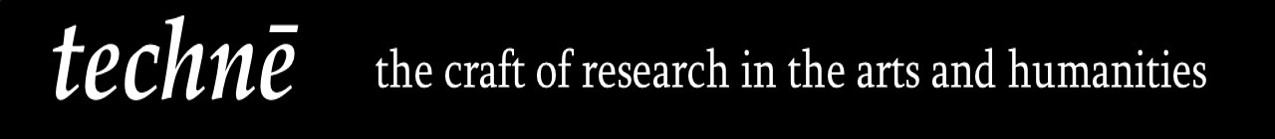 technē the craft of research in the arts and humanities